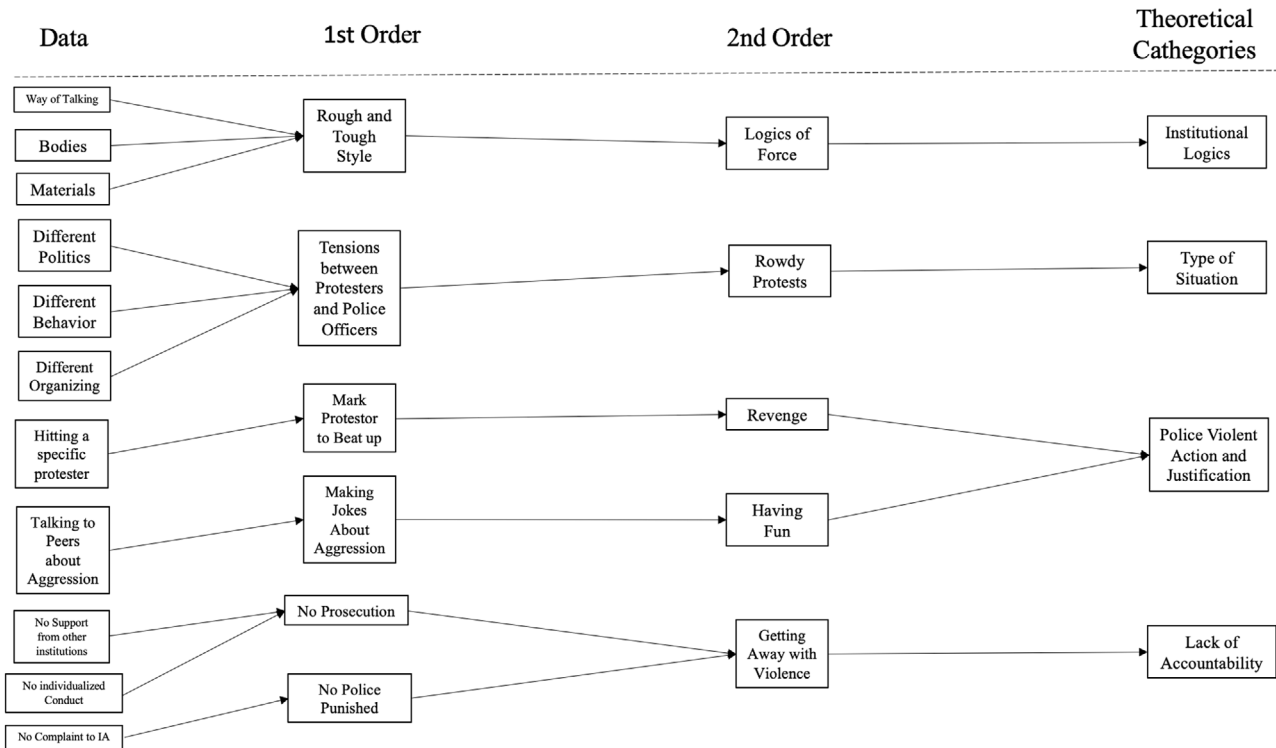 Data
1st Order
2nd Order
Theoretical
Cathegories
Way of Talking
Bodies
Materials
Rough and
Tough
Style
Logics of
Force
Institutional
Logics
Different
Politics
Different
Behavior
Different
Organizing
Tensions
between
Protesters
and Police
Officers
Rowdy
Protests
Type of
Situation
Hitting a
specific
protester
Mark
Protestor
to Beat up
Revenge
Talking to
Peers
about
Aggression
Making
Jokes
About
Aggression
Having
Fun
Police Violent
Action and
Justification
No Support
from other
institutions
No individualized
Conduct
No Complaint to IA
No Prosecution
No Police
Punished
Getting
Away with
Violence
Lack of
Accountability